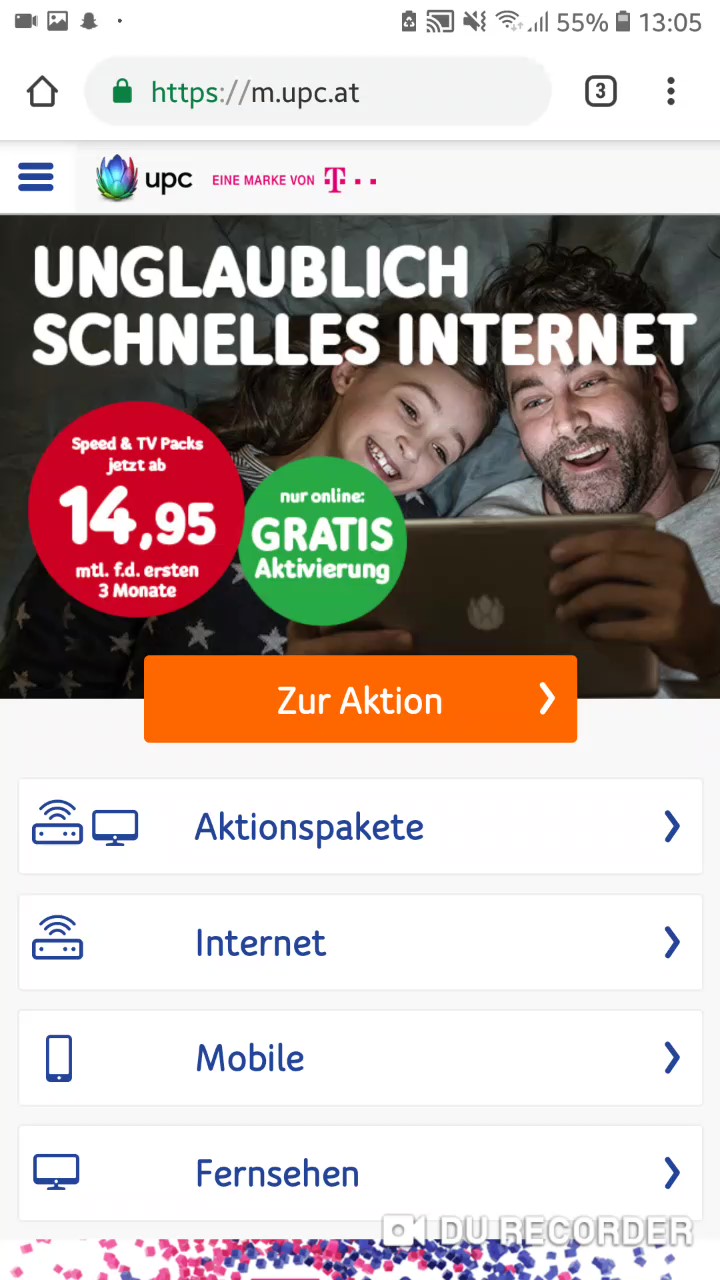 55% 13:05
https://m.upc.at 3
upc EINE MARKE VON T
UNGLAUBLICH
SCHNELLES INTERNET
Speed & TV Packs
jetzt ab
14,95
mtl. f.d. ersten
3 Monate
nur online:
GRATIS
Aktivierung
Zur Aktion
Aktionspakete
Internet
Mobile
Fernsehen
DU RECORDER